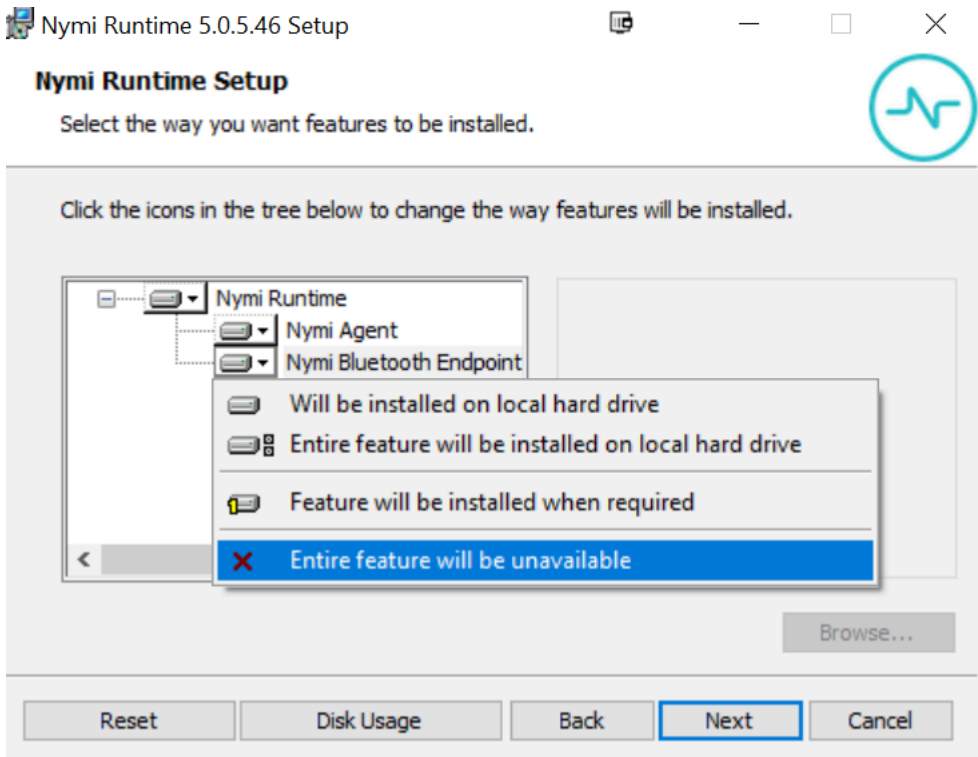 Nymi Runtime 5.0.5.46 Setup
Nymi Runtime Setup
Select the way you want features to be installed.
Click the icons in the tree below to change the way features will be installed.
Nymi Runtime
Nymi Agent
Nymi Bluetooth Endpoint
Will be installed on local hard drive
Entire feature will be installed on local hard drive
Feature will be installed when required
Entire feature will be unavailable
Browse...
Reset Disk Usage Back Next Cancel